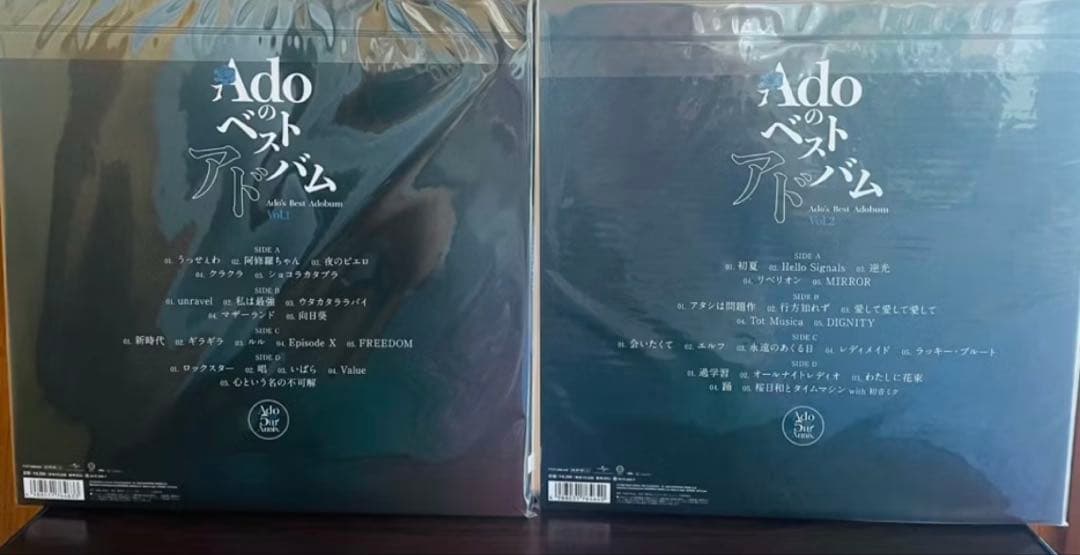 Ado
の
ベスト
アドバム
Ado's Best Adobum
Vol.1
SIDE A
01. うっせぇわ 02. 阿修羅ちゃん 03. 夜のピエロ
04. クラクラ 05. ショコラカタブラ
SIDE B
01. unravel 02. 私は最強 03. ウタカタララバイ
04. マザーランド 05. 向日葵
SIDE C
01. 新時代 02. ギラギラ 03. ルル 04. Episode X 05. FREEDOM
SIDE D
01. ロックスター 02. 唱 03. いばら 04. Value
05. 心という名の不可解
Ado
5th
Anniv.
Ado
の
ベスト
アドバム
Ado's Best Adobum
Vol.2
SIDE A
01. 初夏 02. Hello Signals 03. 逆光
04. リベリオン 05. MIRROR
SIDE B
01. アタシは問題作 02. 行方知れず 03. 愛して愛して愛して
04. Tot Musica 05. DIGNITY
SIDE C
01. 会いたくて 02. エルフ 03. 永遠のあくる日 04. レディメイド 05. ラッキー・ブルート
SIDE D
01. 過学習 02. オールナイトレディオ 03. わたしに花束
04. 踊 05. 桜日和とタイムマシン with 初音ミク
Ado
5th
Anniv.